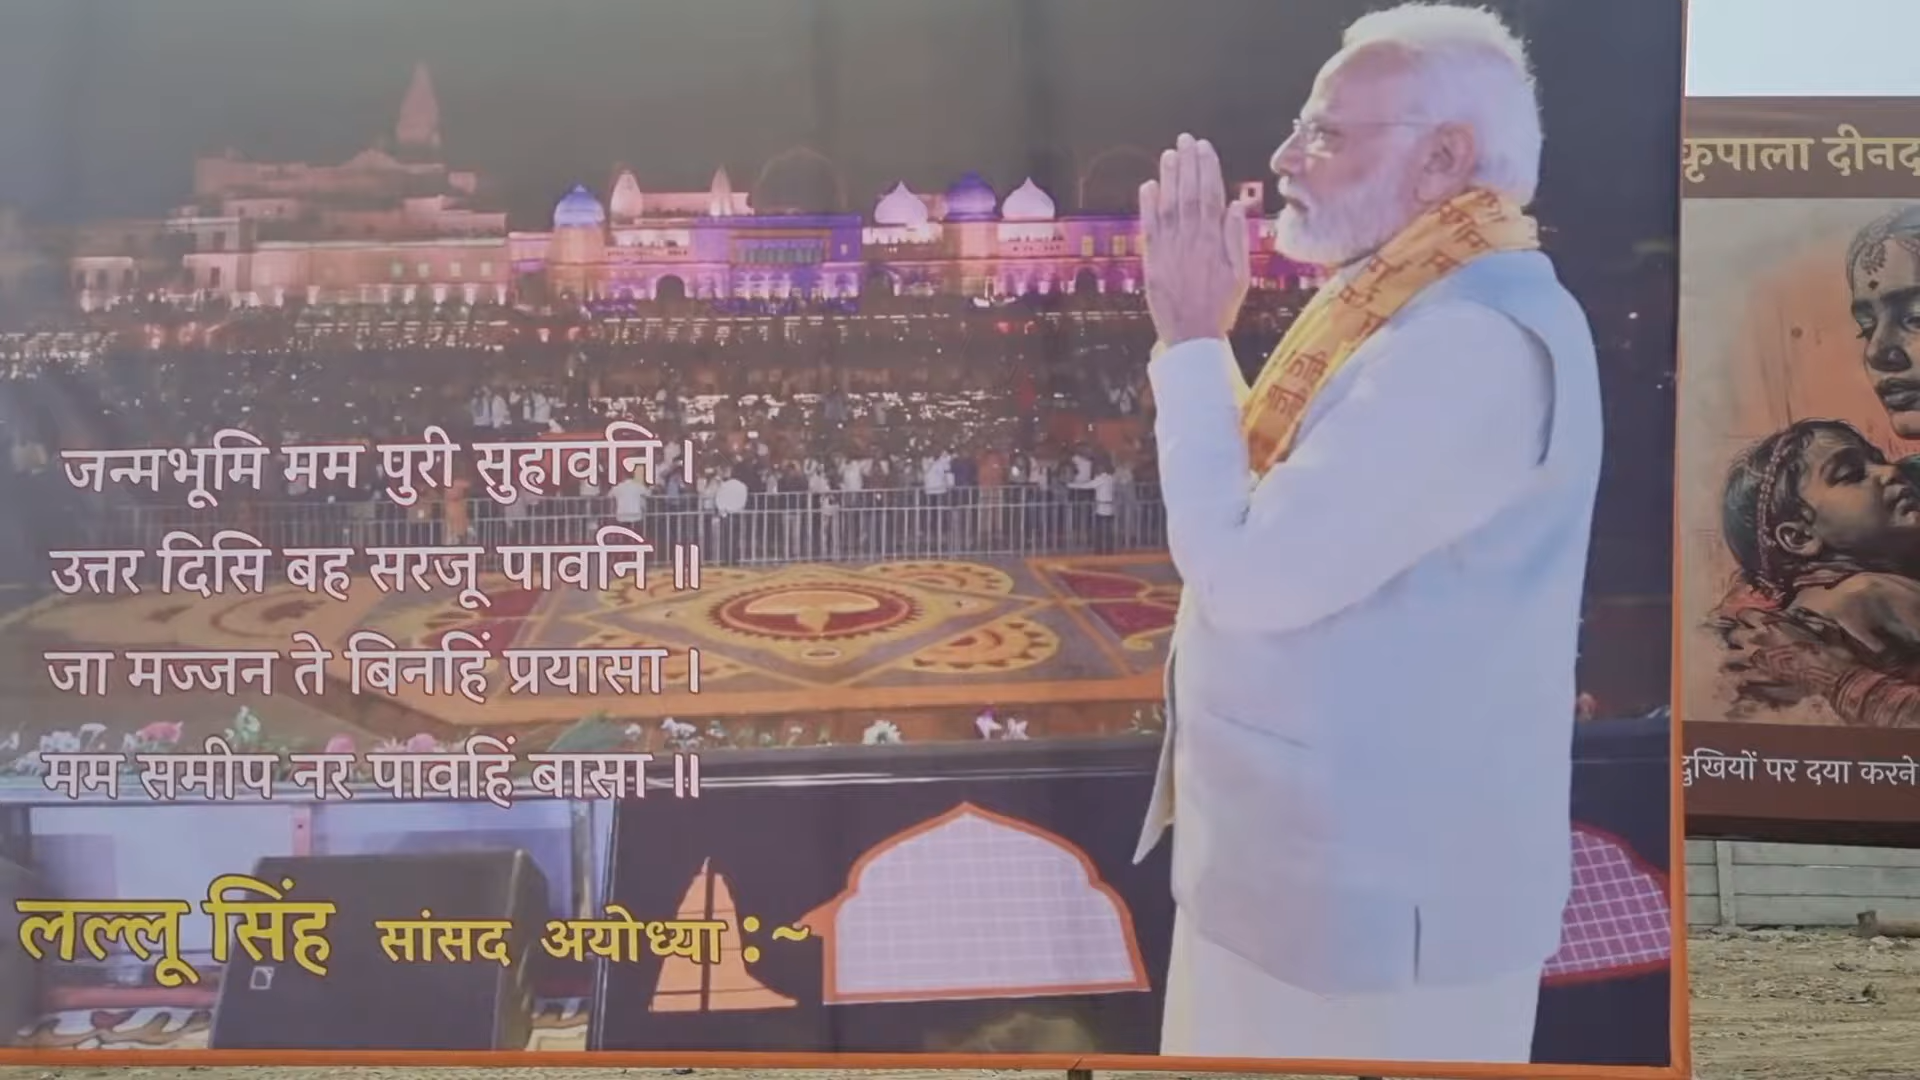 जन्मभूमि मम पुरी सुहावनि ।
उत्तर दिसि बह सरजू पावनि ॥
जा मज्जन ते बिनहिं प्रयासा ।
मम समीप नर पावहिं बासा ॥
लल्लू सिंह सांसद अयोध्या :~
कृपाला
दुखियों पर दया करने